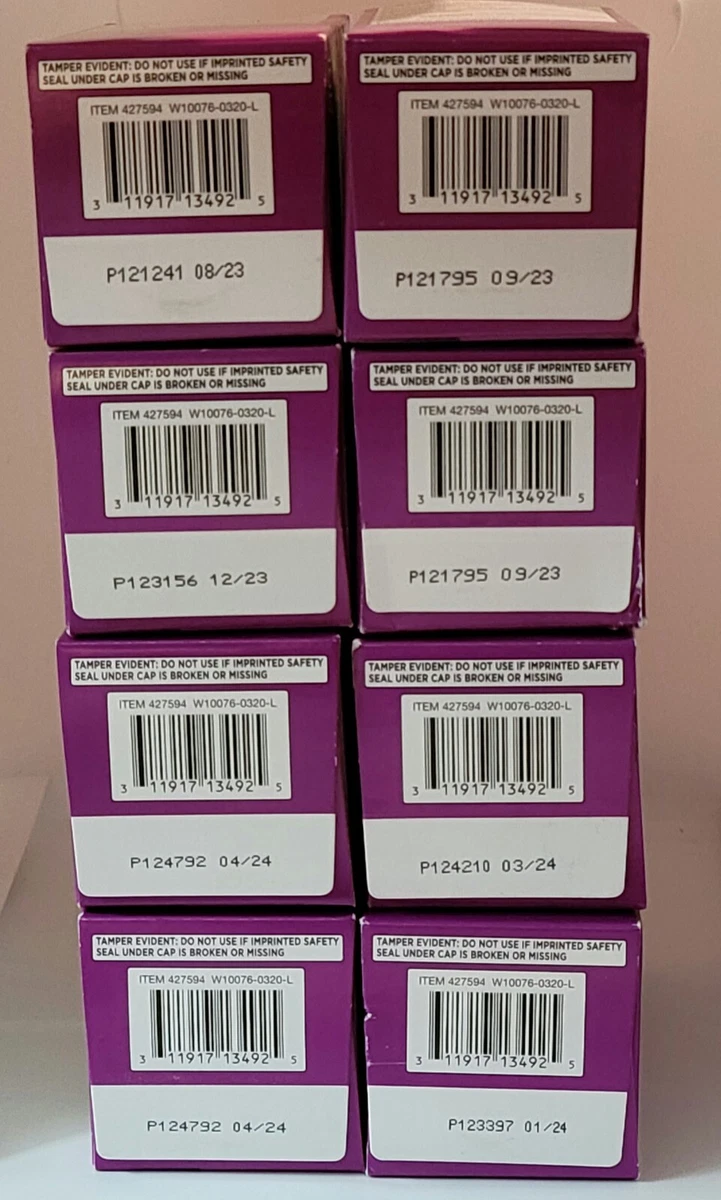 TAMPER EVIDENT: DO NOT USE IF IMPRINTED SAFETY
SEAL UNDER CAP IS BROKEN OR MISSING
ITEM 427594 W10076-0320-L
3 11917 13492 5
P121241 08/23
TAMPER EVIDENT: DO NOT USE IF IMPRINTED SAFETY
SEAL UNDER CAP IS BROKEN OR MISSING
ITEM 427594 W10076-0320-L
3 11917 13492 5
P121795 09/23
TAMPER EVIDENT: DO NOT USE IF IMPRINTED SAFETY
SEAL UNDER CAP IS BROKEN OR MISSING
ITEM 427594 W10076-0320-L
3 11917 13492 5
P123156 12/23
TAMPER EVIDENT: DO NOT USE IF IMPRINTED SAFETY
SEAL UNDER CAP IS BROKEN OR MISSING
ITEM 427594 W10076-0320-L
3 11917 13492 5
P121795 09/23
TAMPER EVIDENT: DO NOT USE IF IMPRINTED SAFETY
SEAL UNDER CAP IS BROKEN OR MISSING
ITEM 427594 W10076-0320-L
3 11917 13492 5
P124792 04/24
TAMPER EVIDENT: DO NOT USE IF IMPRINTED SAFETY
SEAL UNDER CAP IS BROKEN OR MISSING
ITEM 427594 W10076-0320-L
3 11917 13492 5
P124210 03/24
TAMPER EVIDENT: DO NOT USE IF IMPRINTED SAFETY
SEAL UNDER CAP IS BROKEN OR MISSING
ITEM 427594 W10076-0320-L
3 11917 13492 5
P124792 04/24
TAMPER EVIDENT: DO NOT USE IF IMPRINTED SAFETY
SEAL UNDER CAP IS BROKEN OR MISSING
ITEM 427594 W10076-0320-L
3 11917 13492 5
P123397 01/24